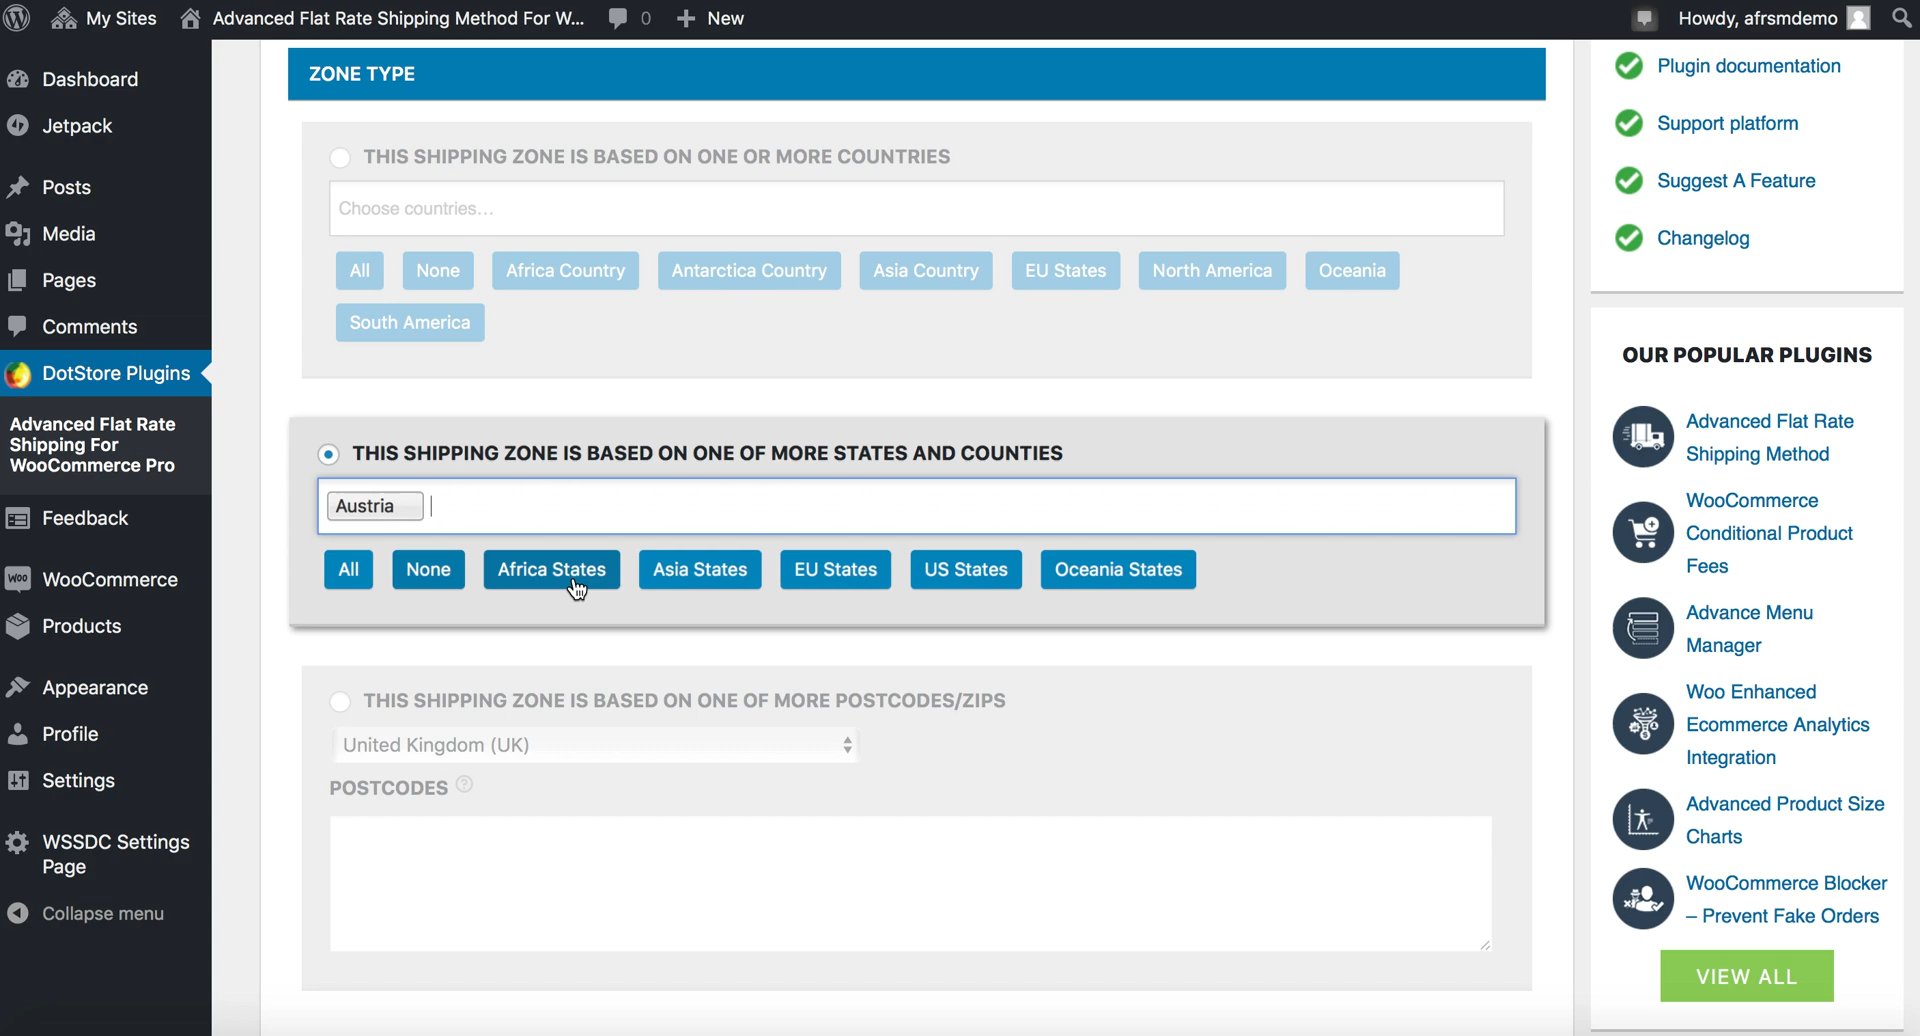 My Sites
Advanced Flat Rate Shipping Method For W...
0
New
Howdy, afrsmdemo
Dashboard
Jetpack
Posts
Media
Pages
Comments
DotStore Plugins
Advanced Flat Rate
Shipping For
WooCommerce Pro
Feedback
Woo WooCommerce
Products
Appearance
Profile
Settings
WSSDC Settings
Page
Collapse menu
ZONE TYPE
THIS SHIPPING ZONE IS BASED ON ONE OR MORE COUNTRIES
Choose countries...
All None Africa Country Antarctica Country Asia Country EU States North America Oceania
South America
THIS SHIPPING ZONE IS BASED ON ONE OF MORE STATES AND COUNTIES
Austria
All None Africa States Asia States EU States US States Oceania States
THIS SHIPPING ZONE IS BASED ON ONE OF MORE POSTCODES/ZIPS
United Kingdom (UK)
POSTCODES ?
Plugin documentation
Support platform
Suggest A Feature
Changelog
OUR POPULAR PLUGINS
Advanced Flat Rate
Shipping Method
WooCommerce
Conditional Product
Fees
Advance Menu
Manager
Woo Enhanced
Ecommerce Analytics
Integration
Advanced Product Size
Charts
WooCommerce Blocker
– Prevent Fake Orders
VIEW ALL